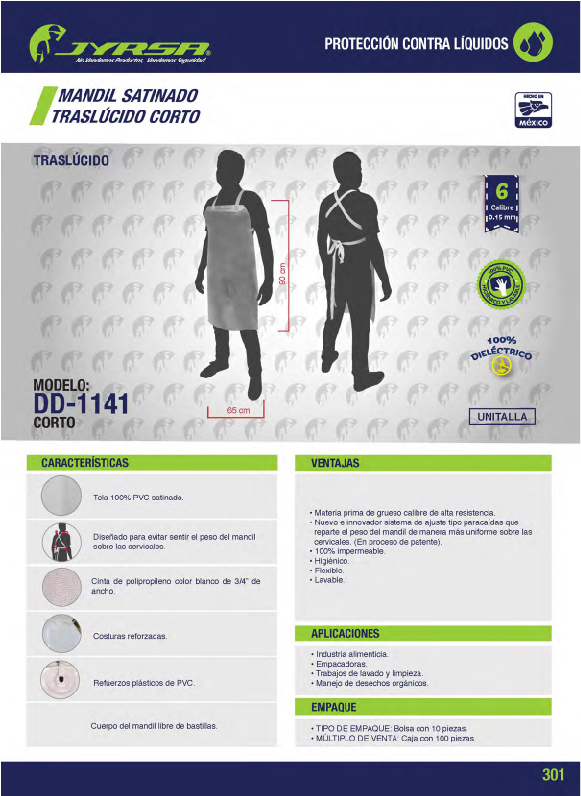 JYRSA®
No Vendemos Productos, Vendemos Seguridad
PROTECCIÓN CONTRA LÍQUIDOS
MANDIL SATINADO
TRASLÚCIDO CORTO
HECHO EN
MÉXICO
TRASLÚCIDO
6
Calibre
0.15 mm
90 cm
100% PVC
HIGIÉNICO Y LAVABLE
100%
DIELÉCTRICO
MODELO:
DD-1141
CORTO
65 cm
UNITALLA
CARACTERÍSTICAS
Tela 100% PVC satinado.
Diseñado para evitar sentir el peso del mandil
sobre las cervicales.
Cinta de polipropileno color blanco de 3/4" de
ancho.
Costuras reforzacas.
Refuerzos plásticos de PVC.
Cuerpo del mandil libre de bastillas.
VENTAJAS
• Materia prima de grueso calibre de alta resistencia.
• Nuevo e innovador sistema de ajuste tipo paracaidas que
reparte el peso del mandil de manera más uniforme sobre las
cervicales. (En proceso de patente).
• 100% impermeable.
• Higiénico.
• Flexible.
• Lavable.
APLICACIONES
• Industria alimenticia.
• Empacadoras.
• Trabajos de lavado y limpieza.
• Manejo de desechos orgánicos.
EMPAQUE
• TIPO DE EMPAQUE: Bolsa con 10 piezas.
• MÚLTIPLO DE VENTA: Caja con 100 piezas.
301